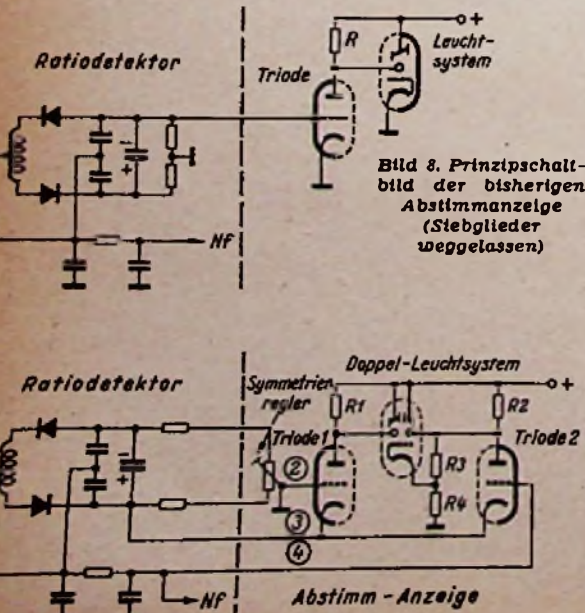 Ratiodetektor
Triode
R
+
Leucht-
system
- +
Nf
Bild 8. Prinzipschalt-
bild der bisherigen
Abstimmanzeige
(Siebglieder
weggelassen)
Ratiodetektor
Symmetrie-
regler
Doppel-Leuchtsystem
+
R1
R2
Triode 1
Triode 2
- +
R3
R4
②
③
④
Nf
Abstimm-Anzeige